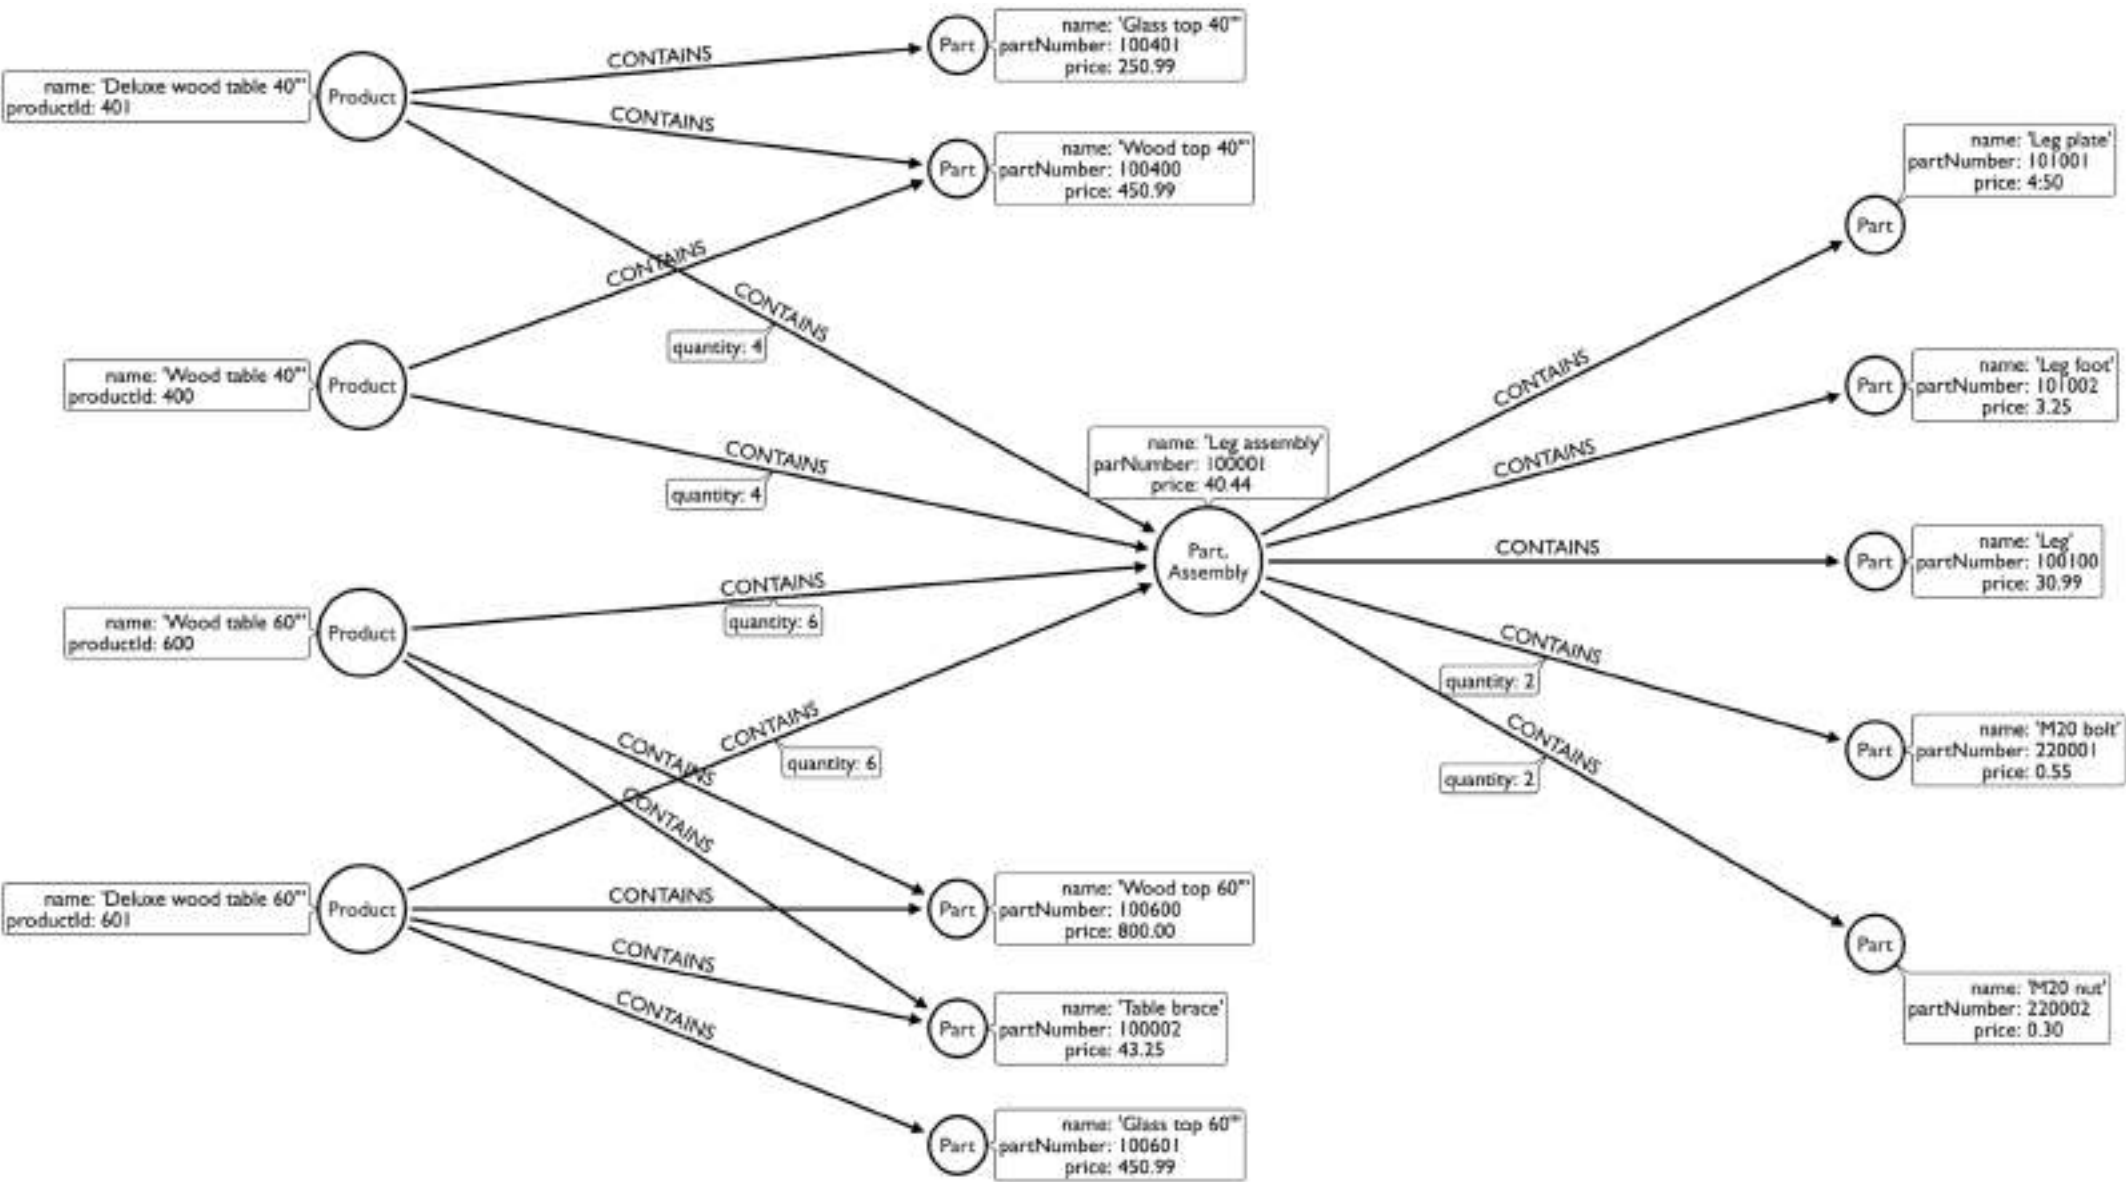 name: 'Glass top 40"'
partNumber: 100401
price: 250.99
Part
CONTAINS
name: 'Deluxe wood table 40"'
productId: 401
Product
CONTAINS
name: 'Wood top 40"'
partNumber: 100400
price: 450.99
Part
name: 'Leg plate'
partNumber: 101001
price: 4:50
Part
CONTAINS
CONTAINS
quantity: 4
name: 'Wood table 40"'
productId: 400
Product
CONTAINS
name: 'Leg foot'
partNumber: 101002
price: 3.25
Part
CONTAINS
quantity: 4
name: 'Leg assembly'
parNumber: 100001
price: 40.44
CONTAINS
Part,
Assembly
CONTAINS
name: 'Leg'
partNumber: 100100
price: 30.99
Part
CONTAINS
quantity: 6
name: 'Wood table 60"'
productId: 600
Product
CONTAINS
quantity: 2
CONTAINS
quantity: 6
CONTAINS
CONTAINS
quantity: 2
name: 'M20 bolt'
partNumber: 220001
price: 0.55
Part
CONTAINS
name: 'Deluxe wood table 60"'
productId: 601
Product
CONTAINS
name: 'Wood top 60"'
partNumber: 100600
price: 800.00
Part
CONTAINS
Part
name: 'M20 nut'
partNumber: 220002
price: 0.30
CONTAINS
name: 'Table brace'
partNumber: 100002
price: 43.25
Part
name: 'Glass top 60"'
partNumber: 100601
price: 450.99
Part